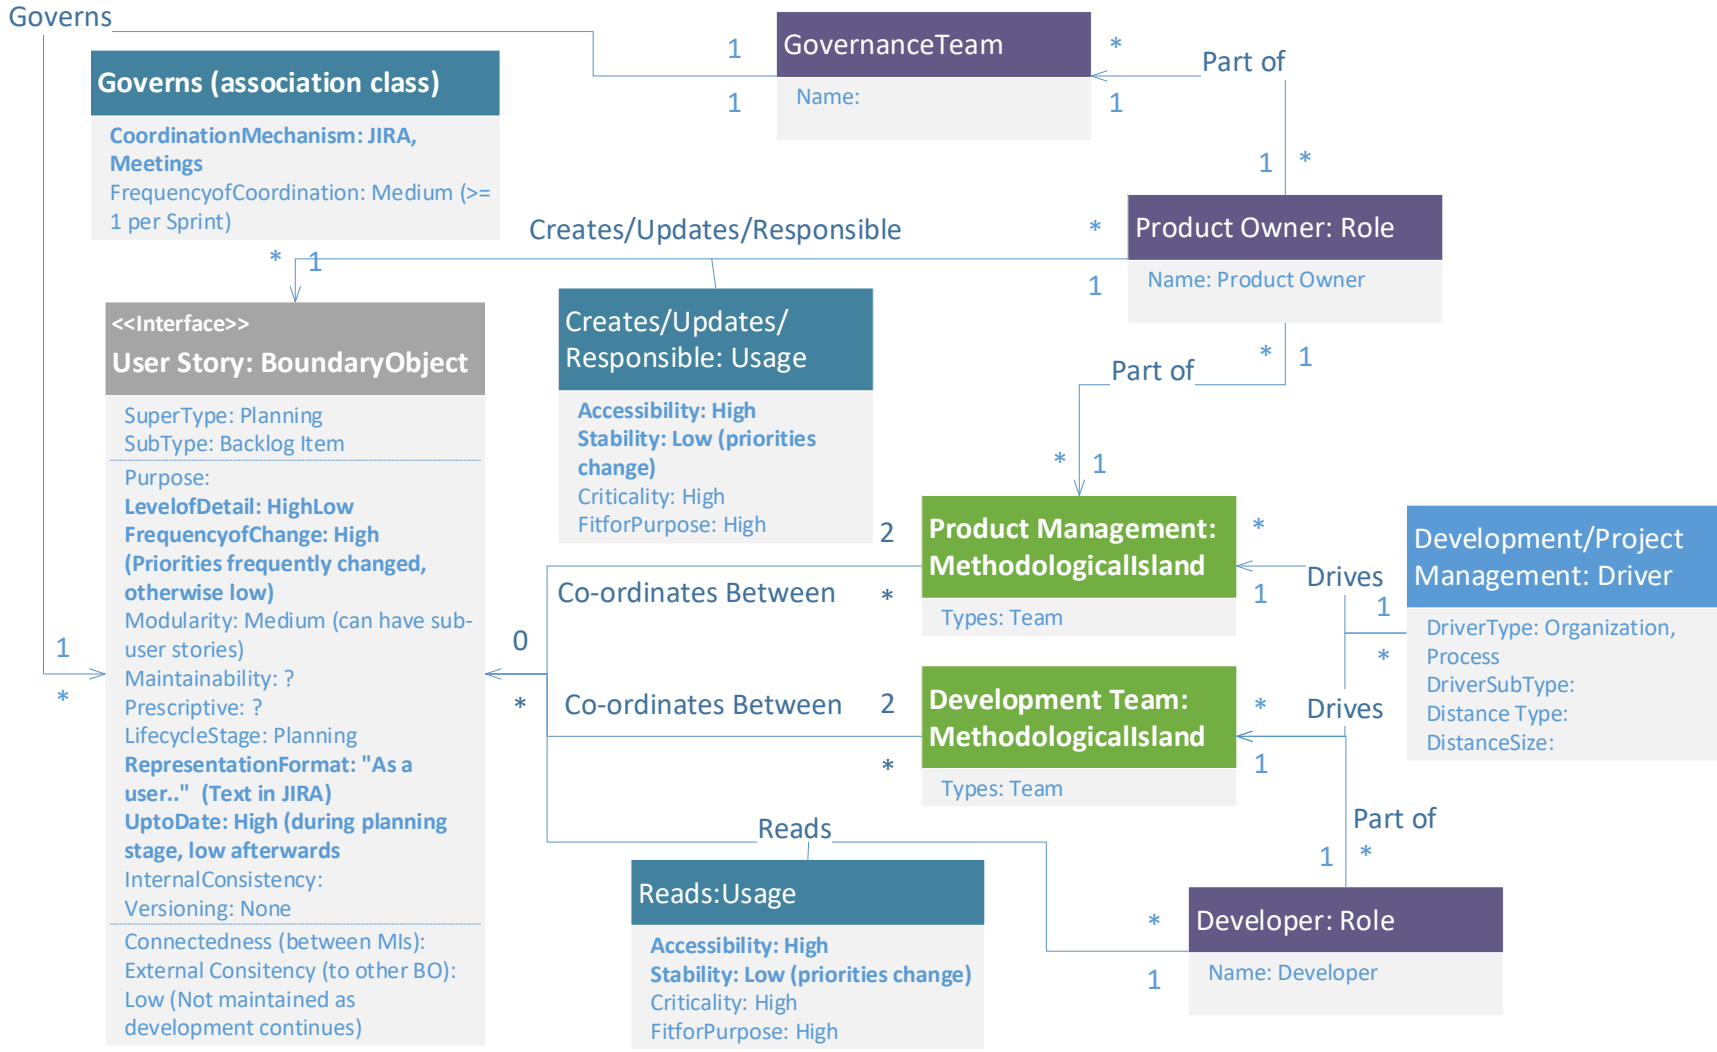 Governs
1
GovernanceTeam
*
Part of
Governs (association class)
1
Name:
1
CoordinationMechanism: JIRA,
Meetings
FrequencyofCoordination: Medium (>=
1 per Sprint)
1
*
Creates/Updates/Responsible
*
Product Owner: Role
*
1
1
Name: Product Owner
<<Interface>>
User Story: BoundaryObject
SuperType: Planning
SubType: Backlog Item
Purpose:
LevelofDetail: HighLow
FrequencyofChange: High
(Priorities frequently changed,
otherwise low)
Modularity: Medium (can have sub-
user stories)
Maintainability: ?
Prescriptive: ?
LifecycleStage: Planning
RepresentationFormat: "As a
user.." (Text in JIRA)
UptoDate: High (during planning
stage, low afterwards
InternalConsistency:
Versioning: None
Connectedness (between MIs):
External Consitency (to other BO):
Low (Not maintained as
development continues)
1
*
Creates/Updates/
Responsible: Usage
Accessibility: High
Stability: Low (priorities
change)
Criticality: High
FitforPurpose: High
*
1
Part of
*
1
2
Product Management:
MethodologicalIsland
Types: Team
*
1
Co-ordinates Between
*
0
*
Drives
Development/Project
Management: Driver
DriverType: Organization,
Process
DriverSubType:
Distance Type:
DistanceSize:
1
*
Co-ordinates Between
2
Development Team:
MethodologicalIsland
Types: Team
*
*
1
Drives
Reads
Part of
1
*
Reads:Usage
Accessibility: High
Stability: Low (priorities change)
Criticality: High
FitforPurpose: High
*
1
Developer: Role
Name: Developer